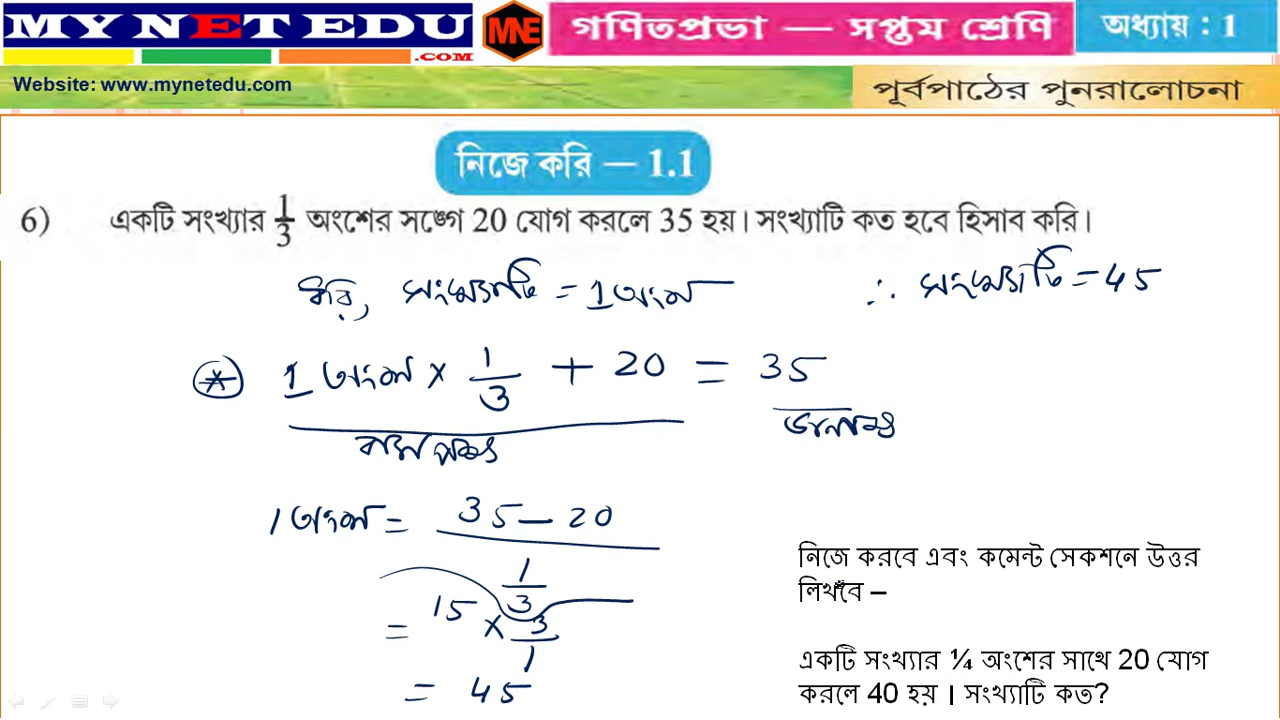 MYNETEDU
.COM
MNE
গণিতপ্রভা — সপ্তম শ্রেণি
অধ্যায় : 1
Website: www.mynetedu.com
পূর্বপাঠের পুনরালোচনা
নিজে করি — 1.1
6) একটি সংখ্যার 1/3 অংশের সঙ্গে 20 যোগ করলে 35 হয়। সংখ্যাটি কত হবে হিসাব করি।
ধরি, সংখ্যাটি = 1 অংশ
∴ সংখ্যাটি = 45
* 1 অংশ × 1/3 + 20 = 35
বামপক্ষ
ডানপক্ষ
1 অংশ = 35 – 20
1/3
= 15 × 3/1
= 45
নিজে করবে এবং কমেন্ট সেকশনে উত্তর
লিখবে –
একটি সংখ্যার ¼ অংশের সাথে 20 যোগ
করলে 40 হয় । সংখ্যাটি কত?